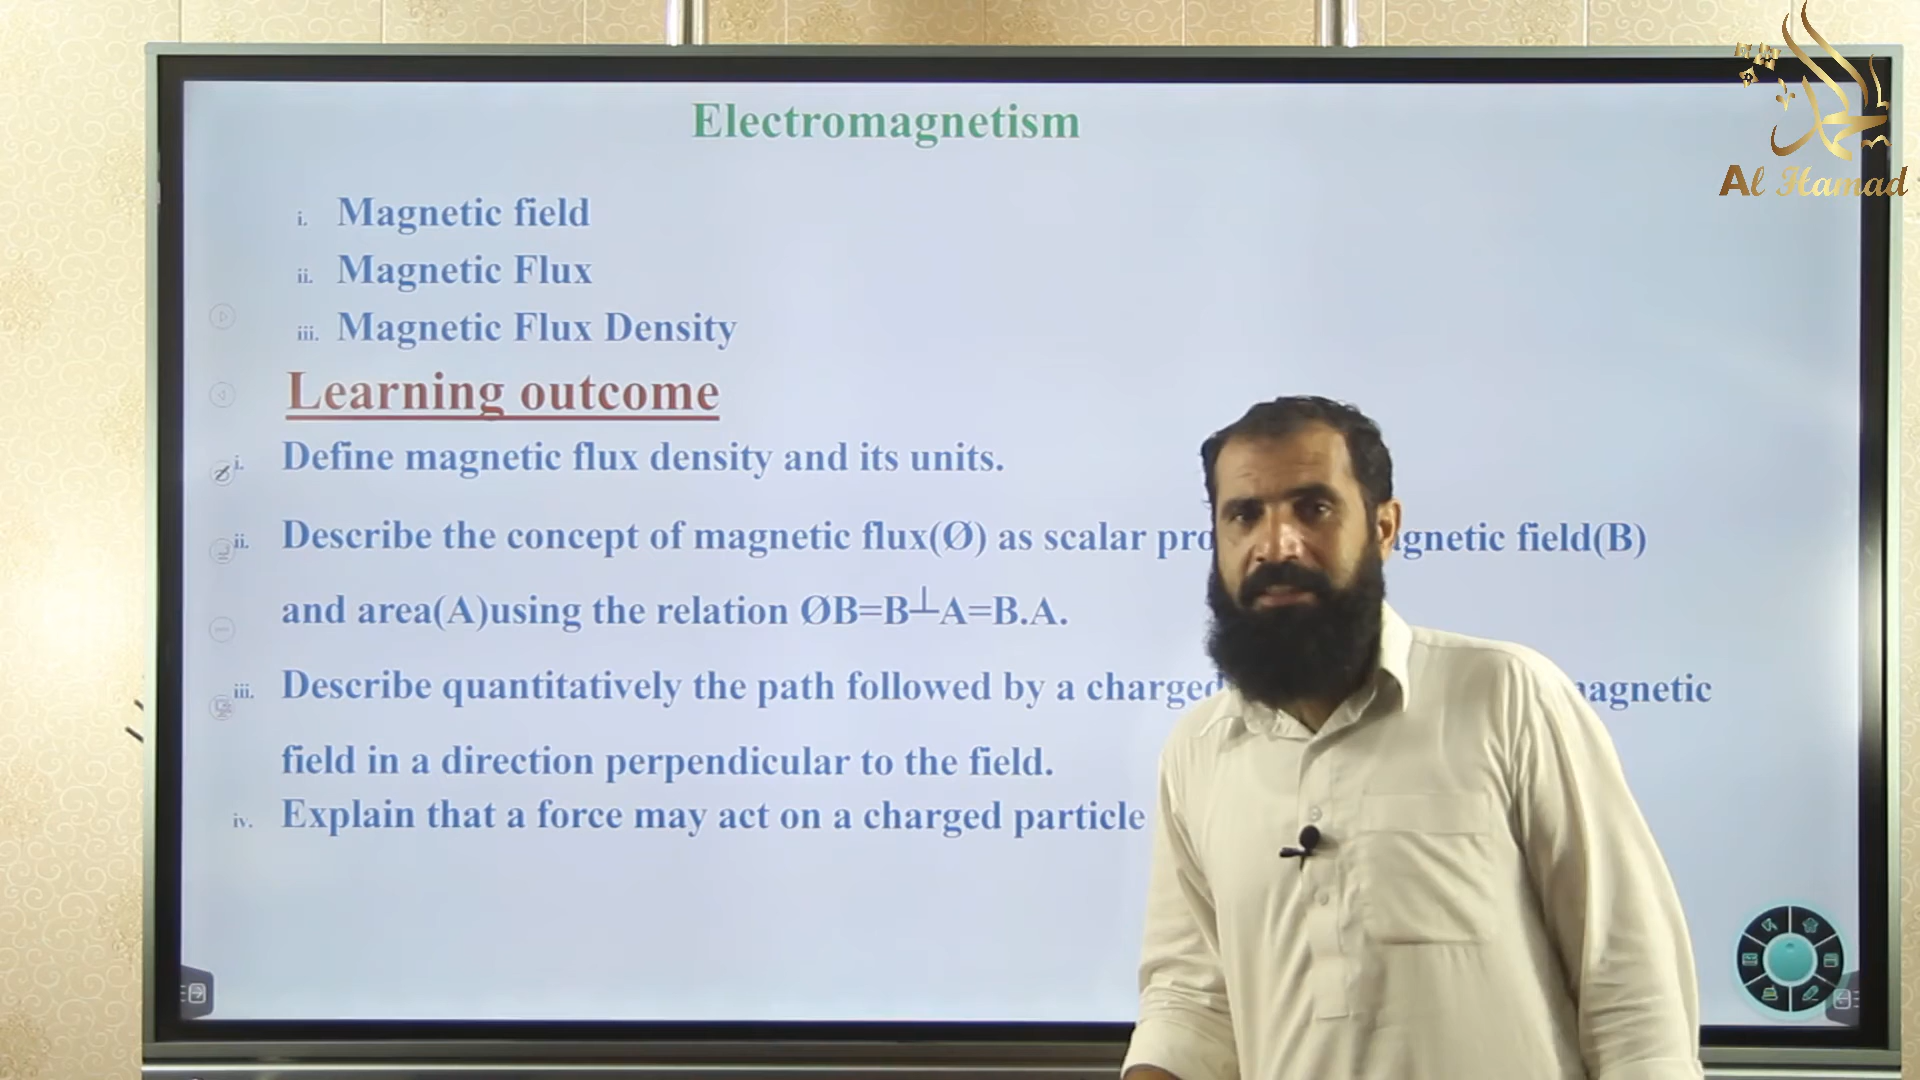 Electromagnetism
Al Hamad
i. Magnetic field
ii. Magnetic Flux
iii. Magnetic Flux Density
Learning outcome
i. Define magnetic flux density and its units.
ii. Describe the concept of magnetic flux(Ø) as scalar pro gnetic field(B)
and area(A)using the relation ØB=B┴A=B.A.
iii. Describe quantitatively the path followed by a charged agnetic
field in a direction perpendicular to the field.
iv. Explain that a force may act on a charged particle